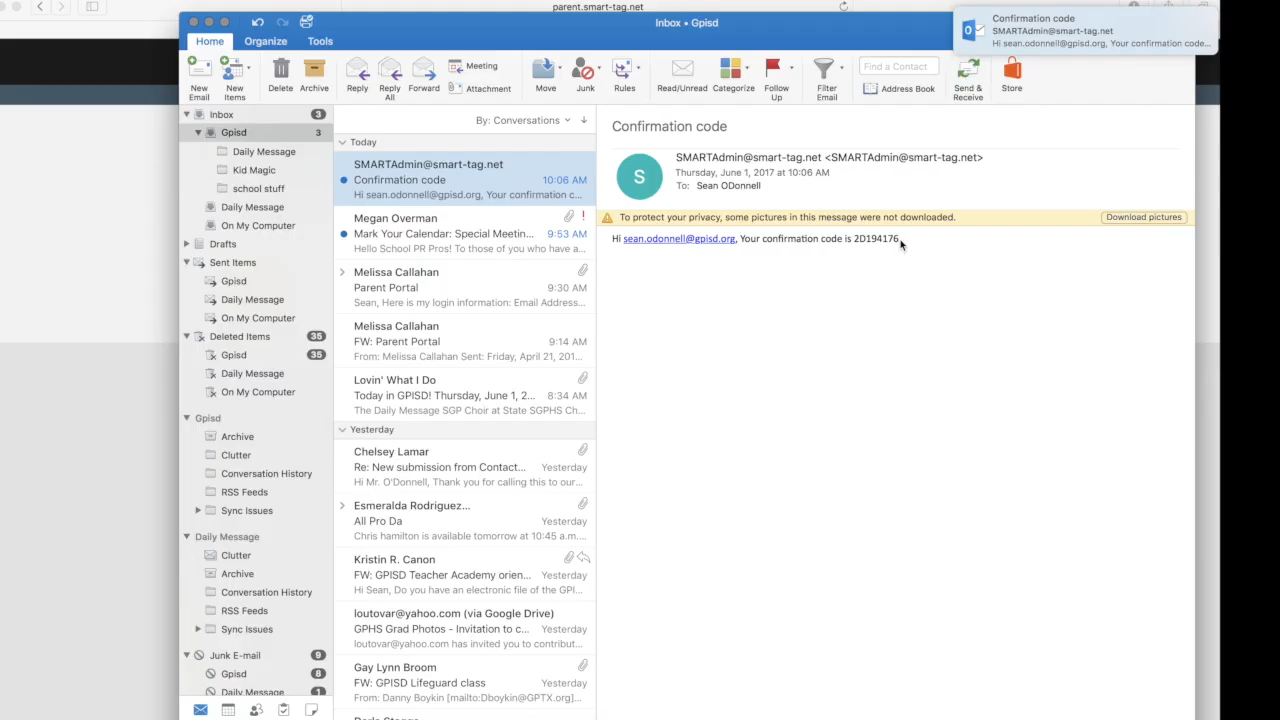 parent.smart-tag.net
Inbox • Gpisd
Confirmation code
SMARTAdmin@smart-tag.net
Hi sean.odonnell@gpisd.org, Your confirmation code...
Home
Organize
Tools
New Email
New Items
Delete
Archive
Reply
Reply All
Forward
Meeting
Attachment
Move
Junk
Rules
Read/Unread
Categorize
Follow Up
Filter Email
Find a Contact
Address Book
Send & Receive
Store
Inbox 3
Gpisd 3
Daily Message
Kid Magic
school stuff
Daily Message
On My Computer
Drafts
Sent Items
Gpisd
Daily Message
On My Computer
Deleted Items 35
Gpisd 35
Daily Message
On My Computer
Gpisd
Archive
Clutter
Conversation History
RSS Feeds
Sync Issues
Daily Message
Clutter
Archive
Conversation History
RSS Feeds
Sync Issues
Junk E-mail 9
Gpisd 8
Daily Message 1
By: Conversations
Today
SMARTAdmin@smart-tag.net
Confirmation code 10:06 AM
Hi sean.odonnell@gpisd.org, Your confirmation c...
Megan Overman
Mark Your Calendar: Special Meetin... 9:53 AM
Hello School PR Pros! To those of you who have a...
Melissa Callahan
Parent Portal 9:30 AM
Sean, Here is my login information: Email Address...
Melissa Callahan
FW: Parent Portal 9:14 AM
From: Melissa Callahan Sent: Friday, April 21, 201...
Lovin' What I Do
Today in GPISD! Thursday, June 1, 2... 8:34 AM
The Daily Message SGP Choir at State SGPHS Ch...
Yesterday
Chelsey Lamar
Re: New submission from Contact... Yesterday
Hi Mr. O'Donnell, Thank you for calling this to our...
Esmeralda Rodriguez...
All Pro Da Yesterday
Chris hamilton is available tomorrow at 10:45 a.m....
Kristin R. Canon
FW: GPISD Teacher Academy orien... Yesterday
Hi Sean, Do you have an electronic file of the GPI...
loutovar@yahoo.com (via Google Drive)
GPHS Grad Photos - Invitation to c... Yesterday
loutovar@yahoo.com has invited you to contribut...
Gay Lynn Broom
FW: GPISD Lifeguard class Yesterday
From: Danny Boykin [mailto:Dboykin@GPTX.org]...
Confirmation code
S
SMARTAdmin@smart-tag.net <SMARTAdmin@smart-tag.net>
Thursday, June 1, 2017 at 10:06 AM
To: Sean ODonnell
To protect your privacy, some pictures in this message were not downloaded.
Download pictures
Hi sean.odonnell@gpisd.org, Your confirmation code is 2D194176